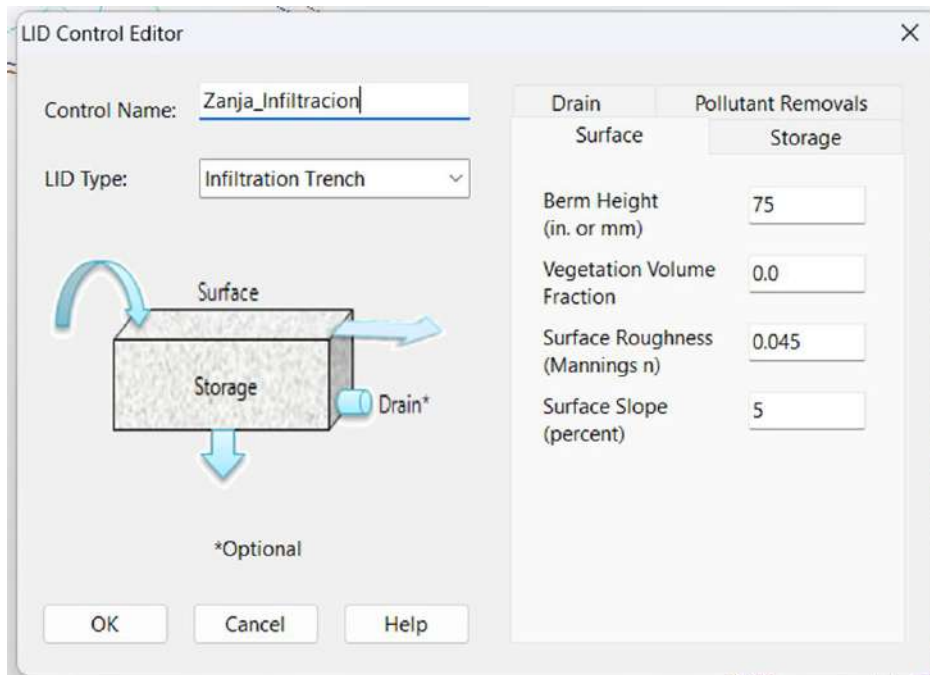 LID Control Editor
Control Name:
Zanja_Infiltracion
LID Type:
Infiltration Trench
Surface
Storage
Drain*
*Optional
OK
Cancel
Help
Drain
Pollutant Removals
Surface
Storage
Berm Height
(in. or mm)
75
Vegetation Volume
Fraction
0.0
Surface Roughness
(Mannings n)
0.045
Surface Slope
(percent)
5